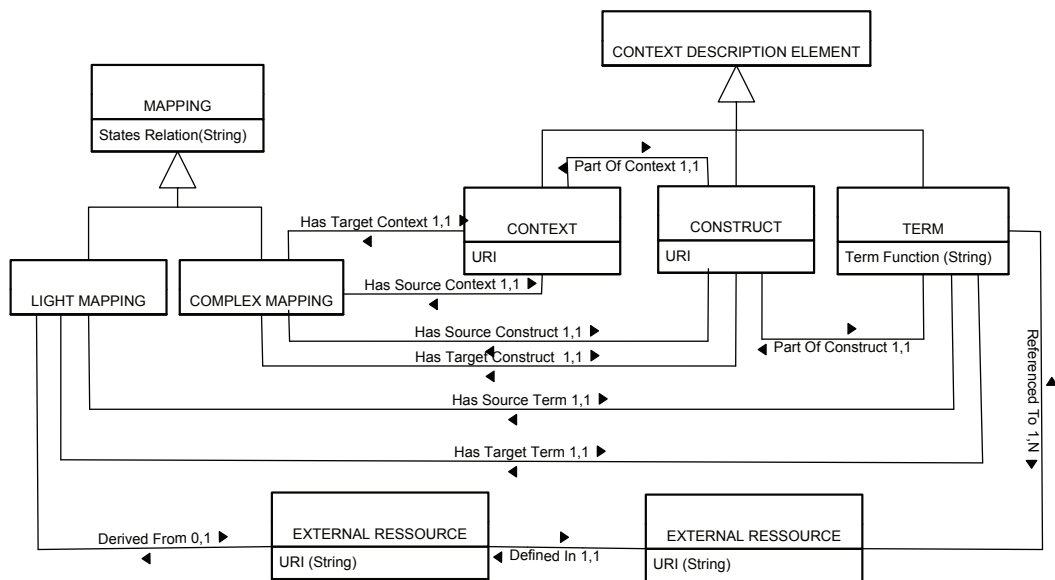 CONTEXT DESCRIPTION ELEMENT
MAPPING
States Relation(String)
Part Of Context 1,1
Has Target Context 1,1
CONTEXT
URI
CONSTRUCT
URI
TERM
Term Function (String)
LIGHT MAPPING
COMPLEX MAPPING
Has Source Context 1,1
Has Source Construct 1,1
Has Target Construct 1,1
Part Of Construct 1,1
Referenced To 1,N
Has Source Term 1,1
Has Target Term 1,1
Derived From 0,1
EXTERNAL RESSOURCE
URI (String)
Defined In 1,1
EXTERNAL RESSOURCE
URI (String)